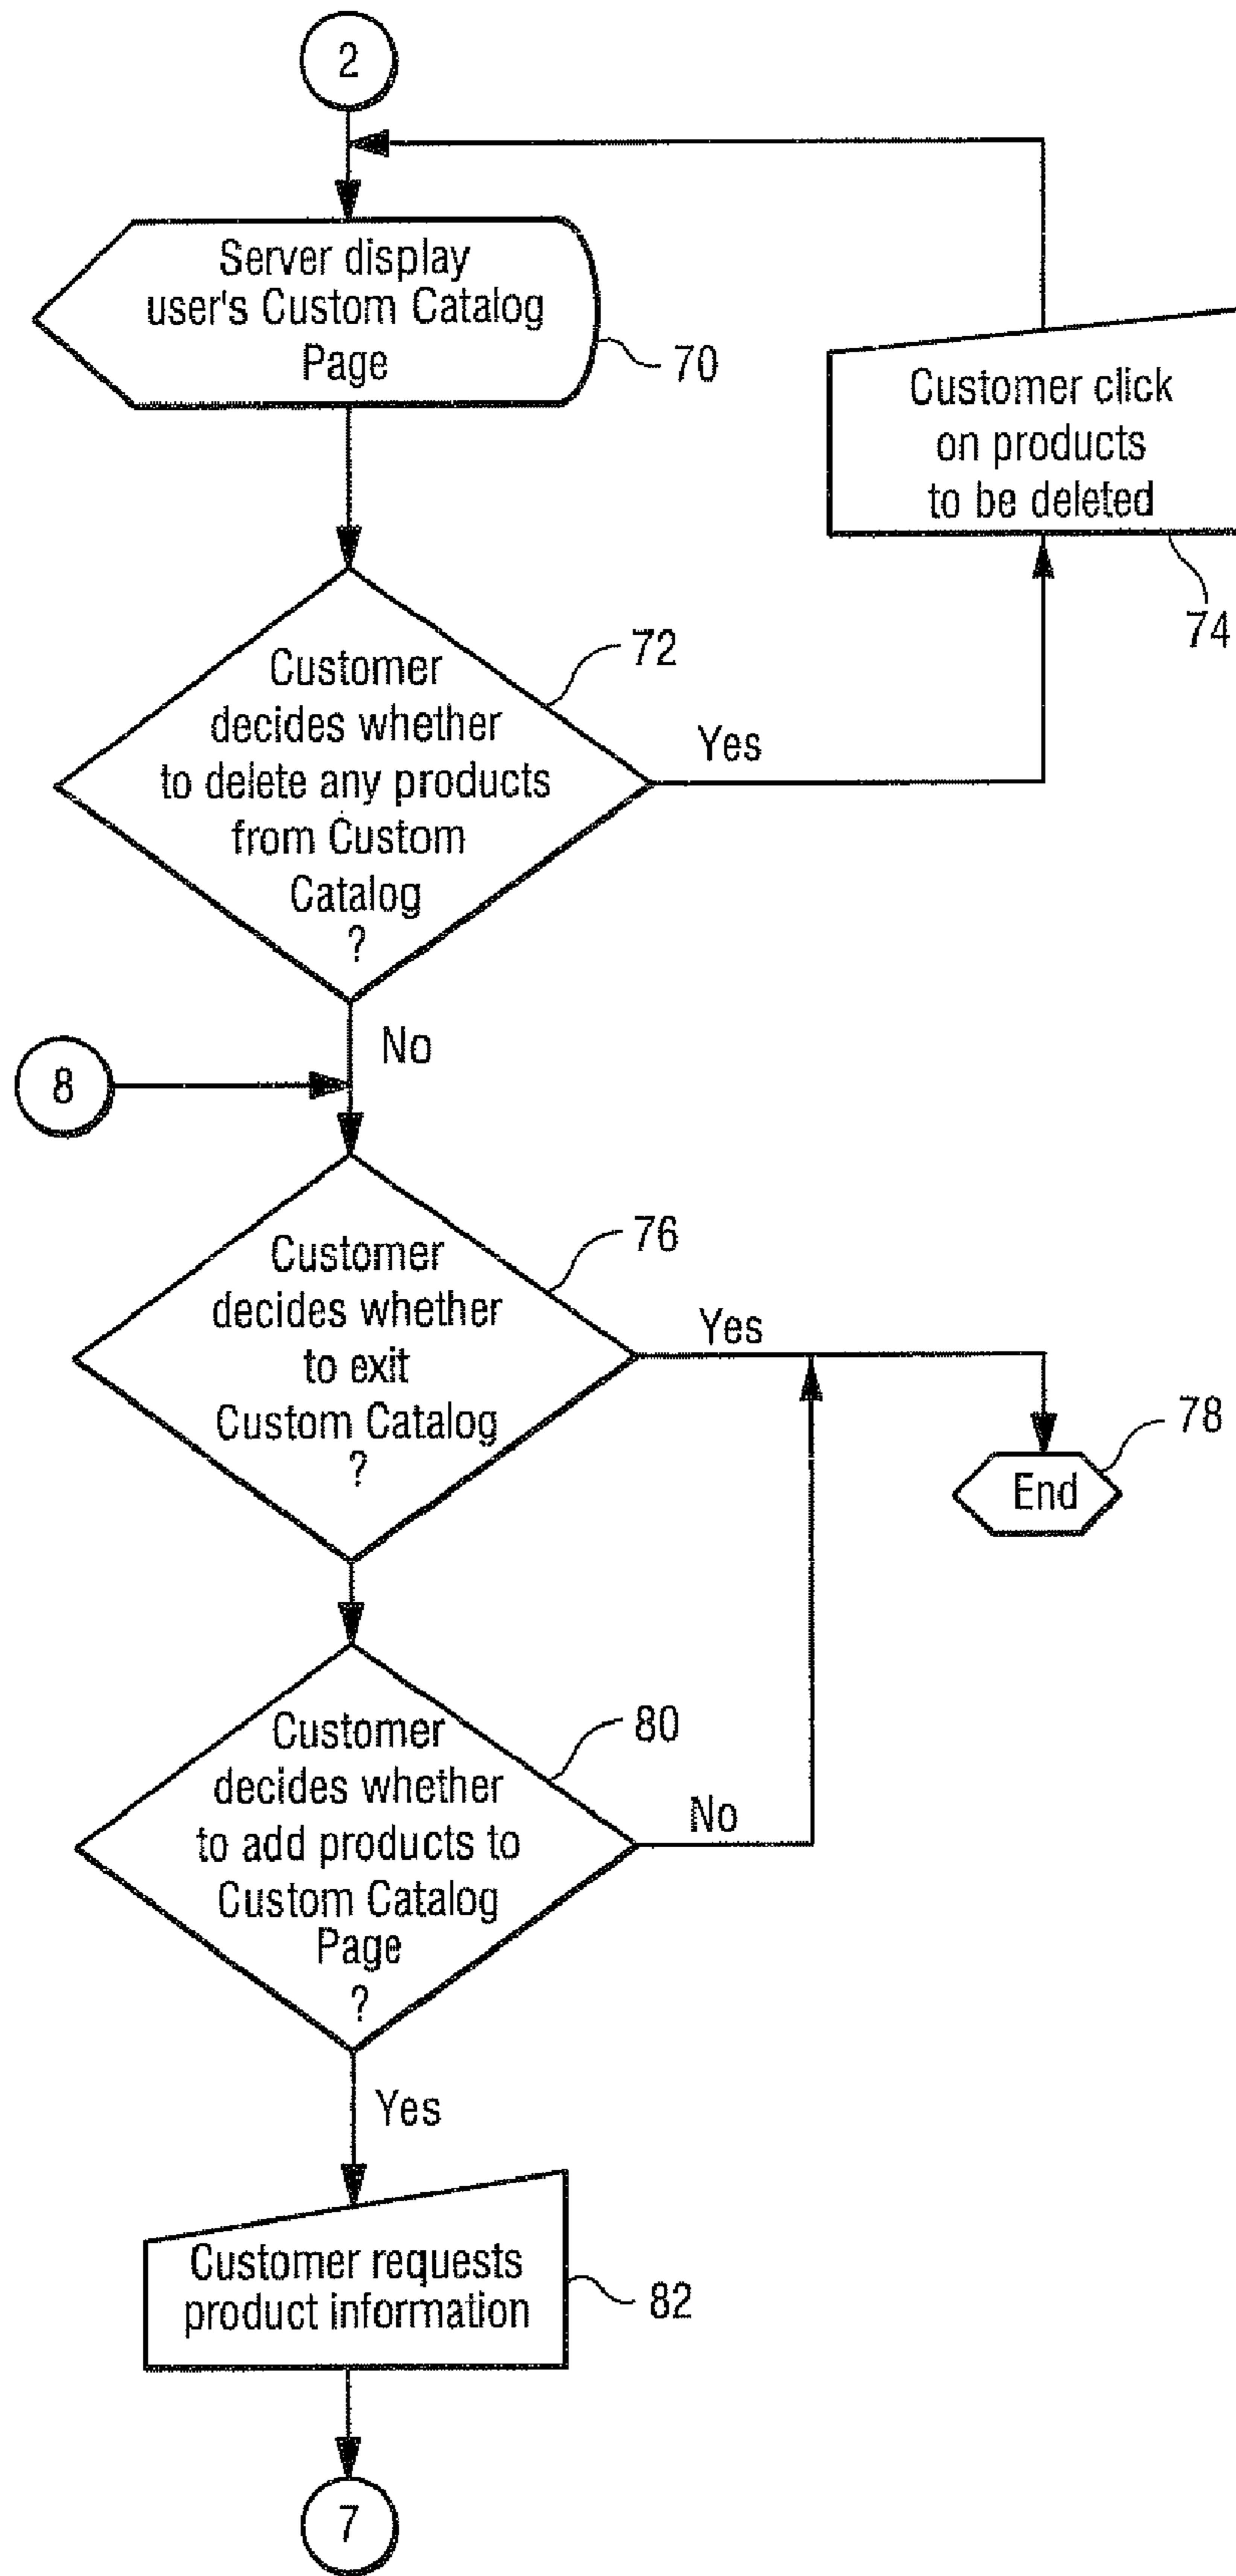 2
Server display
user's Custom Catalog
Page
70
Customer click
on products
to be deleted
74
72
Customer
decides whether
to delete any products
from Custom
Catalog
?
Yes
No
8
76
Customer
decides whether
to exit
Custom Catalog
?
Yes
78
End
80
Customer
decides whether
to add products to
Custom Catalog
Page
?
No
Yes
Customer requests
product information
82
7